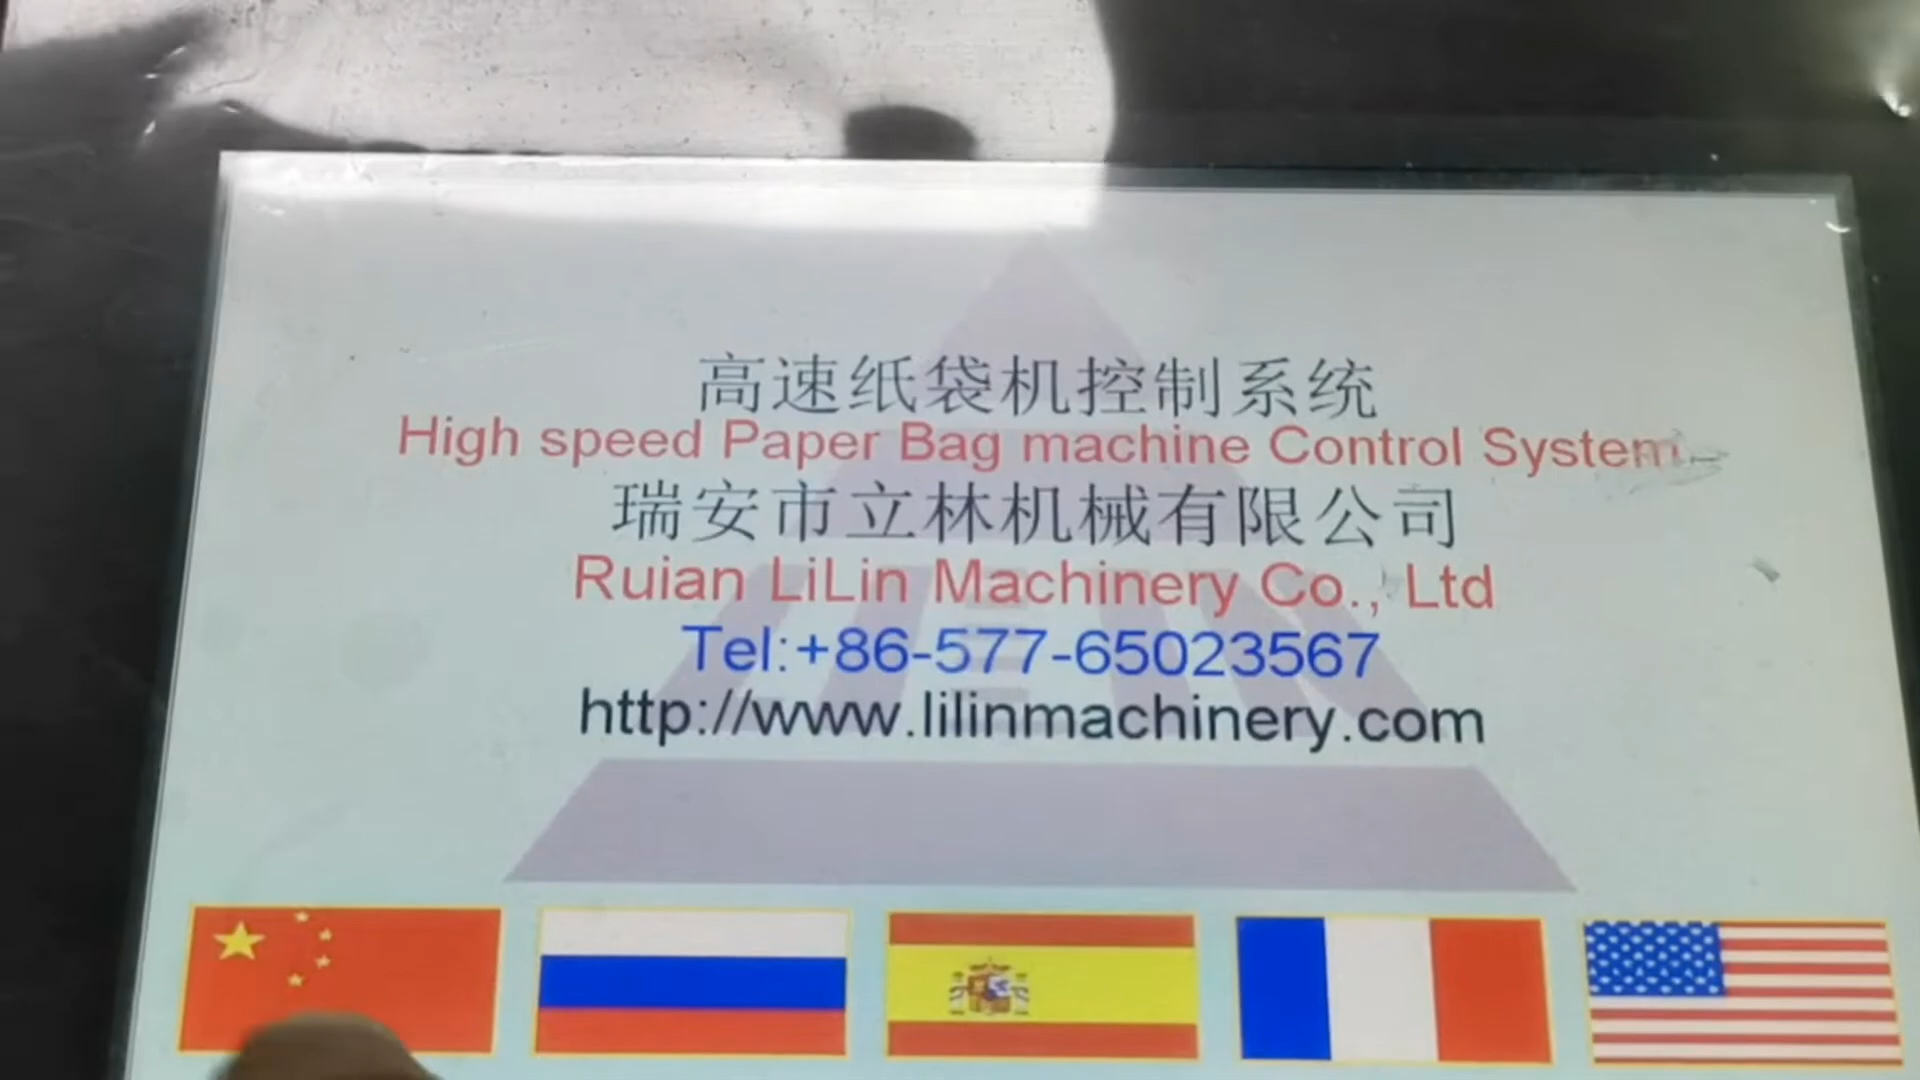 高速纸袋机控制系统
High speed Paper Bag machine Control System
瑞安市立林机械有限公司
Ruian LiLin Machinery Co., Ltd
Tel:+86-577-65023567
http://www.lilinmachinery.com